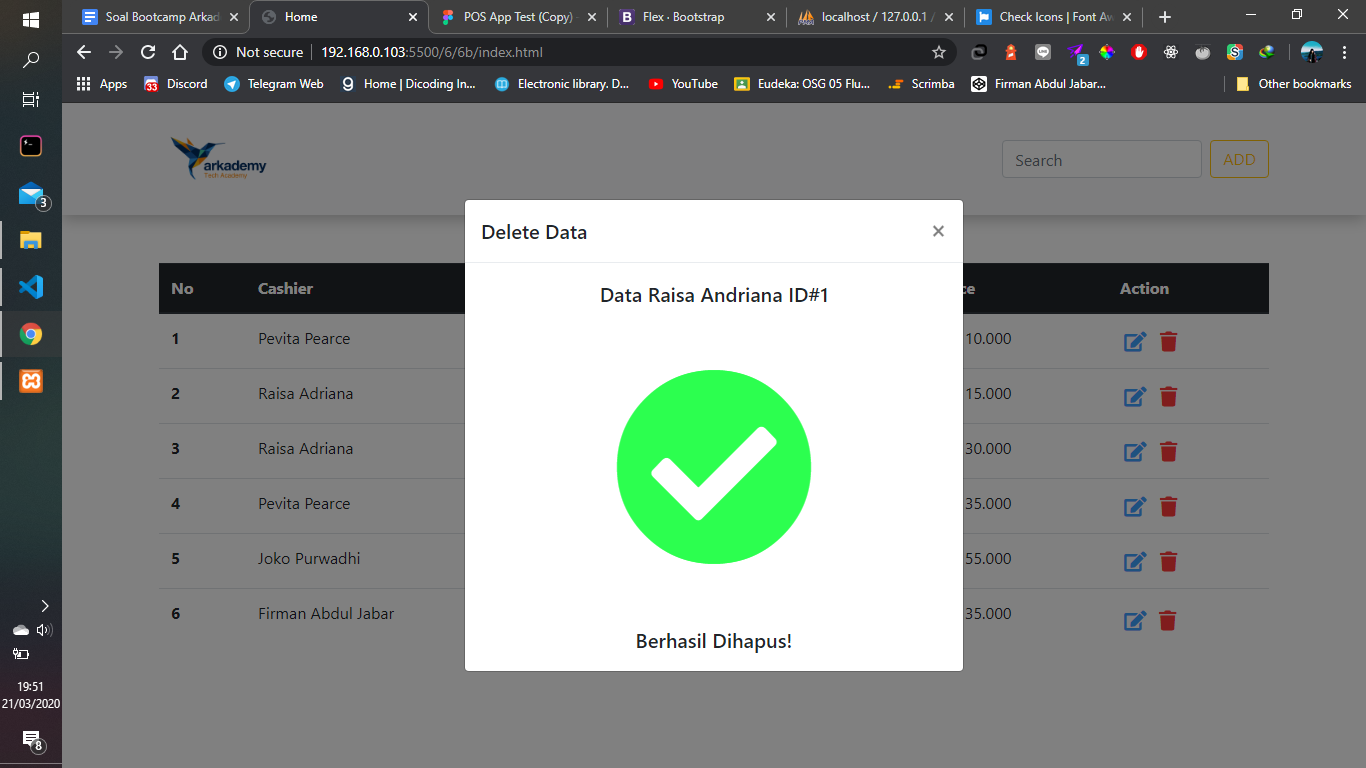 Soal Bootcamp Arkad
Home
POS App Test (Copy)
Flex · Bootstrap
localhost / 127.0.0.1 /
Check Icons | Font Aw
Not secure
192.168.0.103:5500/6/6b/index.html
2
Apps
33
Discord
Telegram Web
Home | Dicoding In...
Electronic library. D...
YouTube
Eudeka: OSG 05 Flu...
Scrimba
Firman Abdul Jabar...
Other bookmarks
arkademy
Tech Academy
Search
ADD
Delete Data
×
Data Raisa Andriana ID#1
Berhasil Dihapus!
No Cashier ce Action
1 Pevita Pearce 10.000
2 Raisa Adriana 15.000
3 Raisa Adriana 30.000
4 Pevita Pearce 35.000
5 Joko Purwadhi 55.000
6 Firman Abdul Jabar 35.000
3
19:51
21/03/2020
8